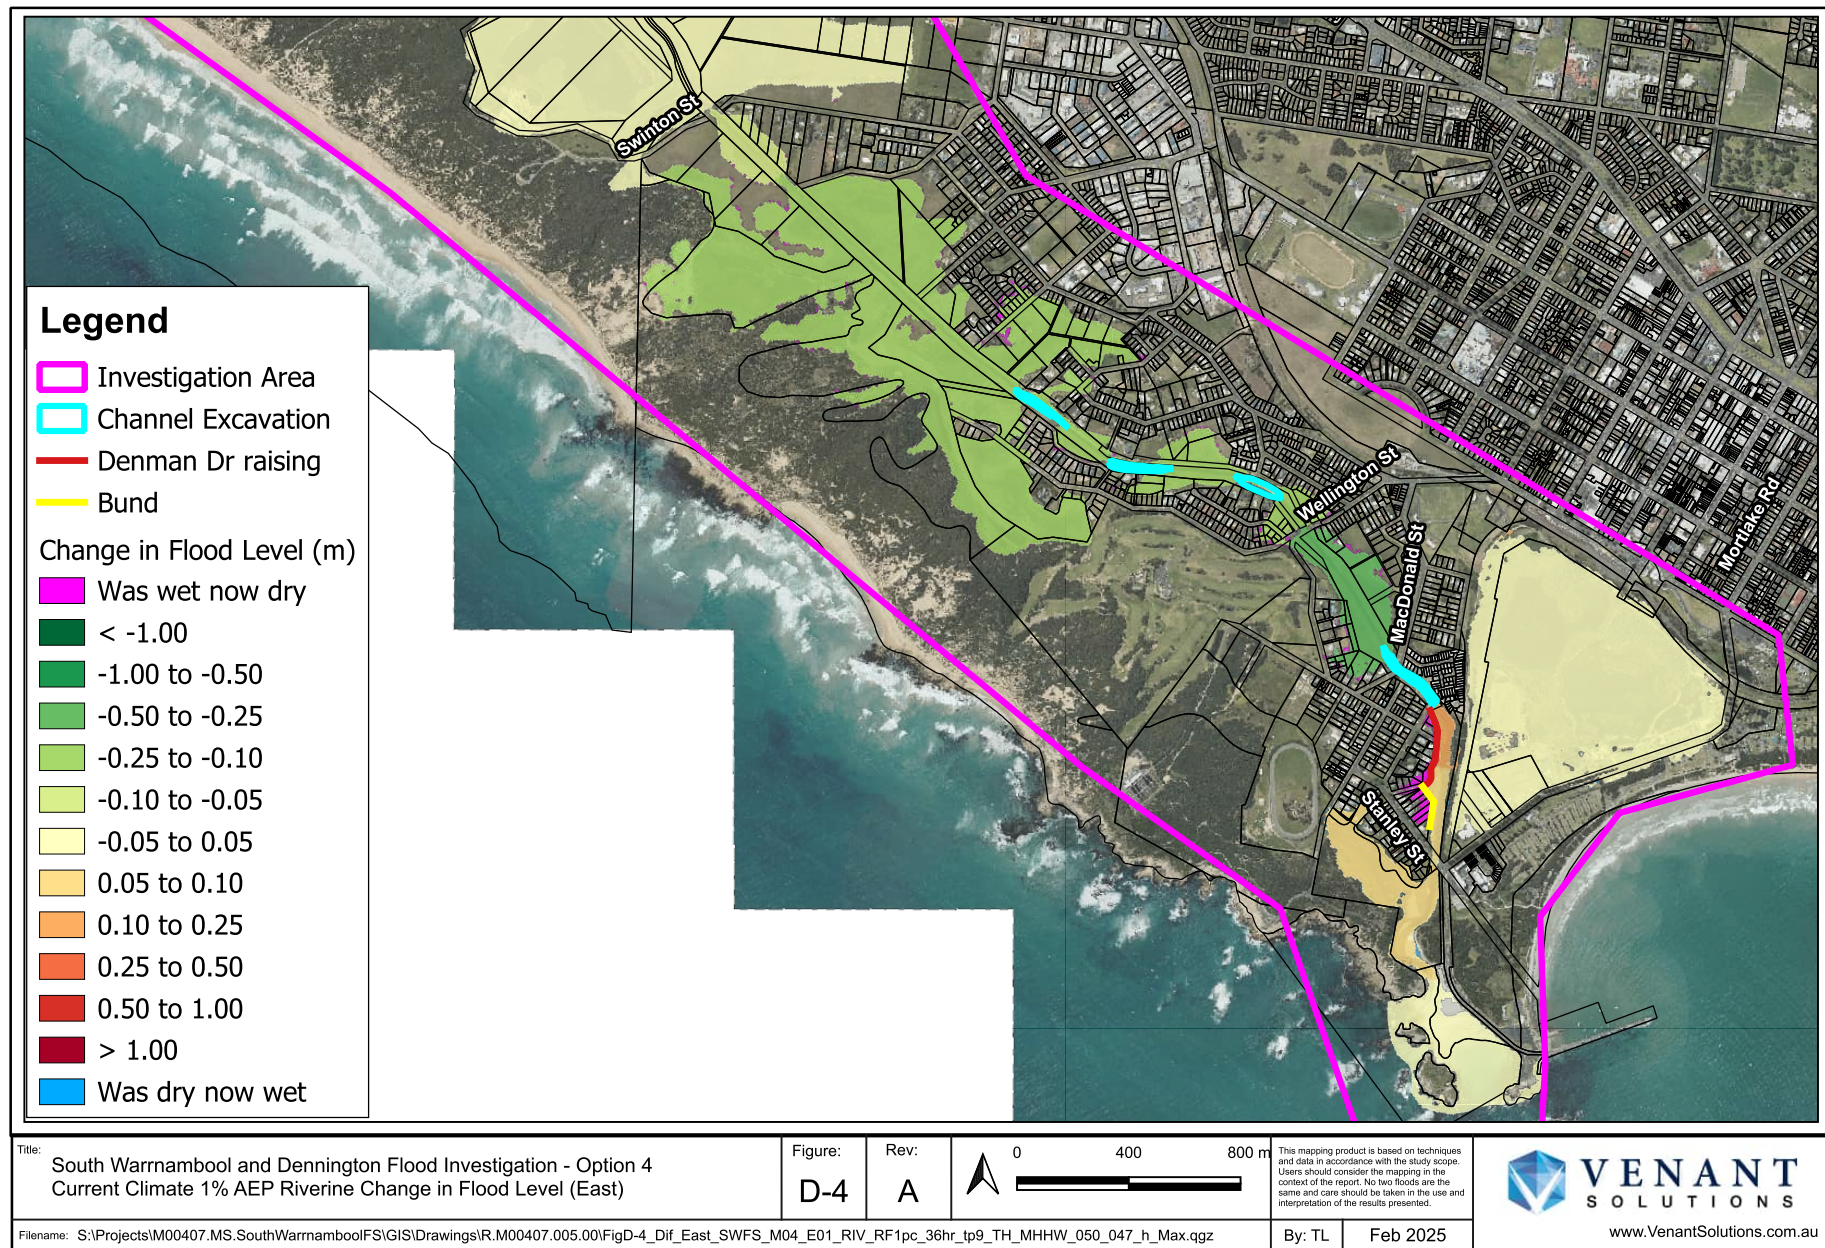 Swinton St
Wellington St
MacDonald St
Mortlake Rd
Stanley St
Legend
Investigation Area
Channel Excavation
Denman Dr raising
Bund
Change in Flood Level (m)
Was wet now dry
< -1.00
-1.00 to -0.50
-0.50 to -0.25
-0.25 to -0.10
-0.10 to -0.05
-0.05 to 0.05
0.05 to 0.10
0.10 to 0.25
0.25 to 0.50
0.50 to 1.00
> 1.00
Was dry now wet
Title:
South Warrnambool and Dennington Flood Investigation - Option 4
Current Climate 1% AEP Riverine Change in Flood Level (East)
Figure:
D-4
Rev:
A
0 400 800 m
This mapping product is based on techniques
and data in accordance with the study scope.
Users should consider the mapping in the
context of the report. No two floods are the
same and care should be taken in the use and
interpretation of the results presented.
VENANT
SOLUTIONS
www.VenantSolutions.com.au
Filename: S:\Projects\M00407.MS.SouthWarrnamboolFS\GIS\Drawings\R.M00407.005.00\FigD-4_Dif_East_SWFS_M04_E01_RIV_RF1pc_36hr_tp9_TH_MHHW_050_047_h_Max.qgz
By: TL
Feb 2025